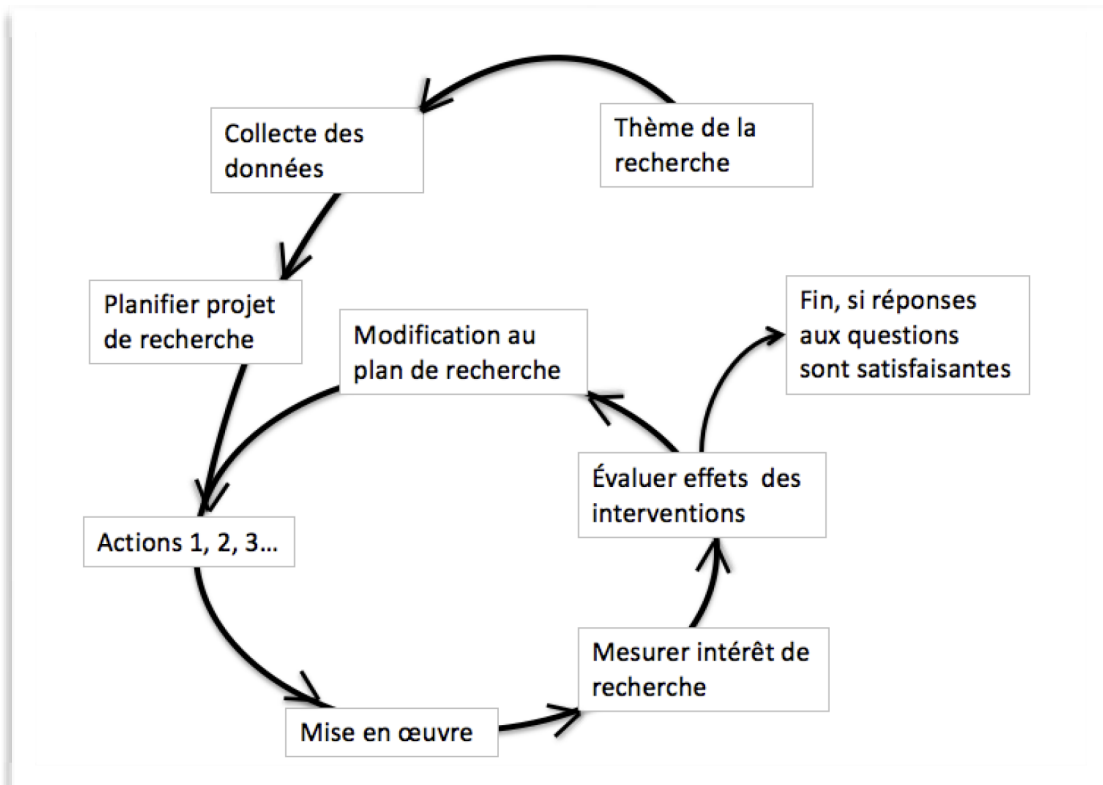 Thème de la
recherche
Collecte des
données
Planifier projet
de recherche
Actions 1, 2, 3…
Mise en œuvre
Mesurer intérêt de
recherche
Évaluer effets  des
interventions
Modification au
plan de recherche
Fin, si réponses
aux questions
sont satisfaisantes